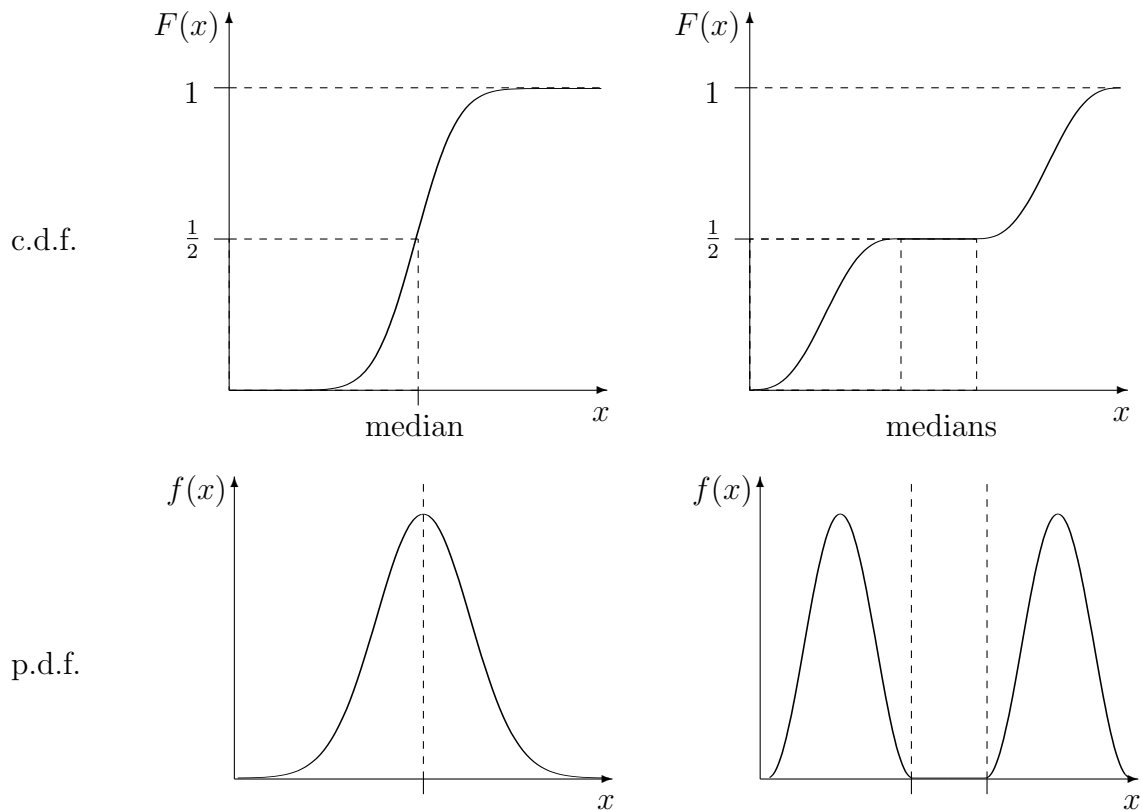 F(x)
1
1/2
c.d.f.
median
x
F(x)
1
1/2
medians
x
f(x)
p.d.f.
x
f(x)
x